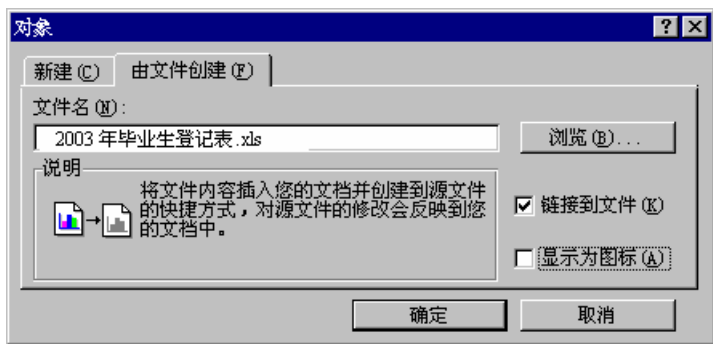 对象
新建(C) 由文件创建(F)
文件名(N):
2003 年毕业生登记表.xls
浏览(B)...
说明
将文件内容插入您的文档并创建到源文件
的快捷方式，对源文件的修改会反映到您
的文档中。
链接到文件(K)
显示为图标(A)
确定 取消